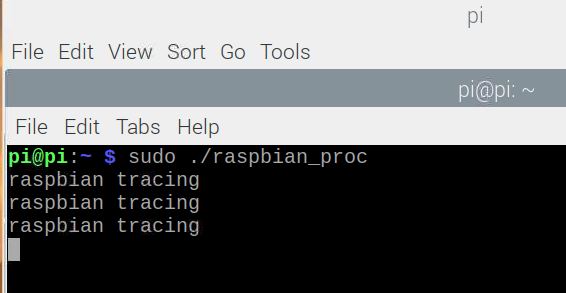 pi
File Edit View Sort Go Tools
pi@pi: ~
File Edit Tabs Help
pi@pi:~ $ sudo ./raspbian_proc
raspbian tracing
raspbian tracing
raspbian tracing